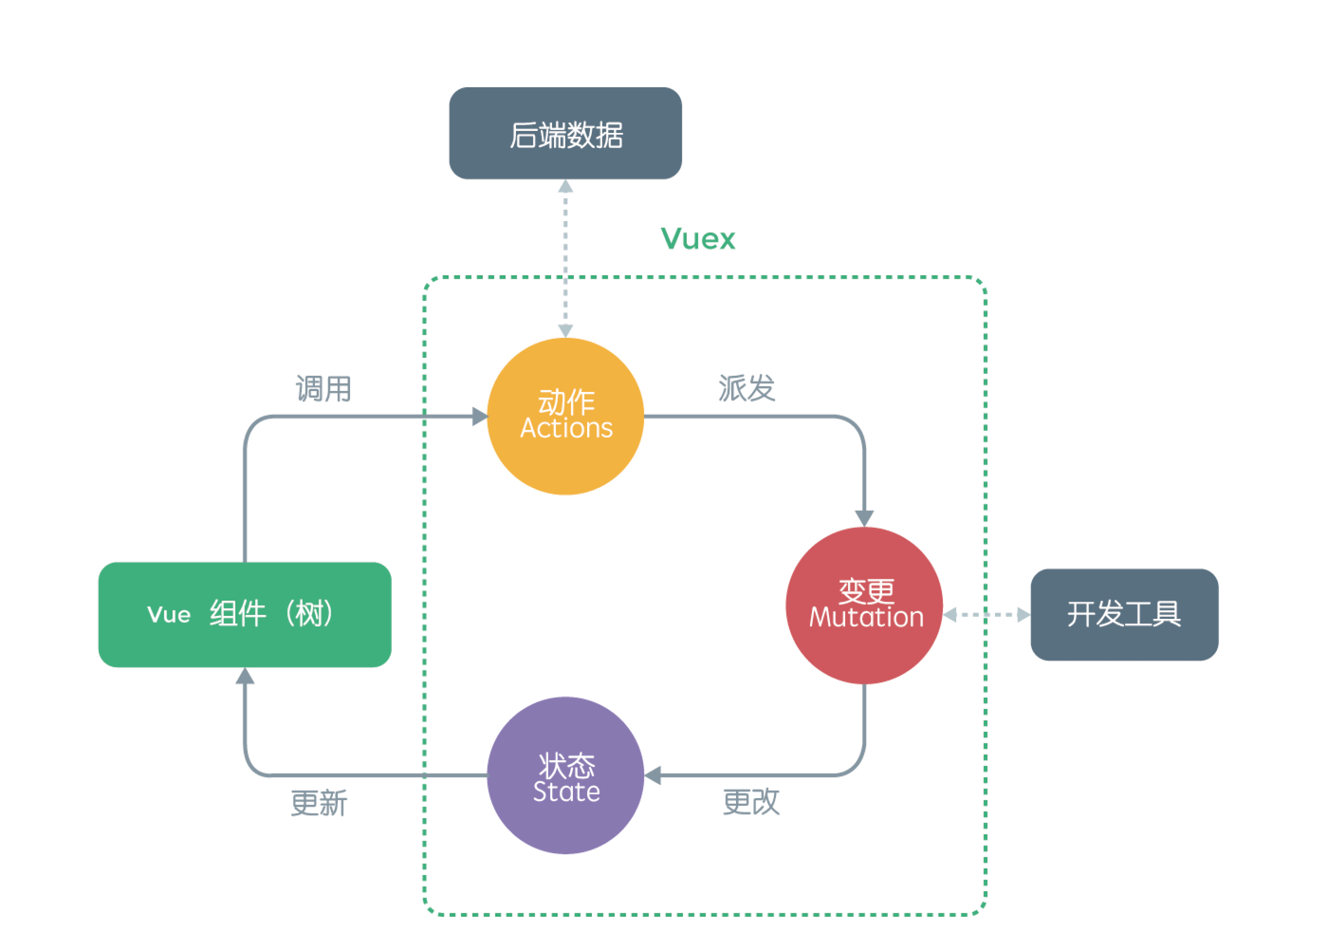 后端数据
Vuex
调用
动作
Actions
派发
变更
Mutation
开发工具
Vue 组件（树）
状态
State
更新
更改